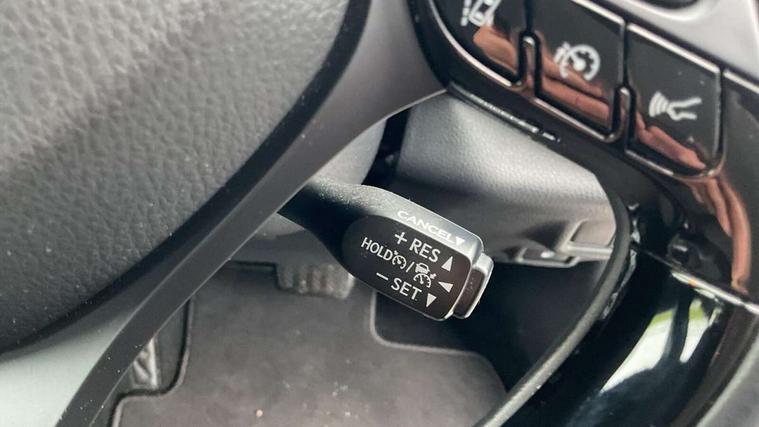 CANCEL▼
+ RES ▲
HOLD /
− SET ▼